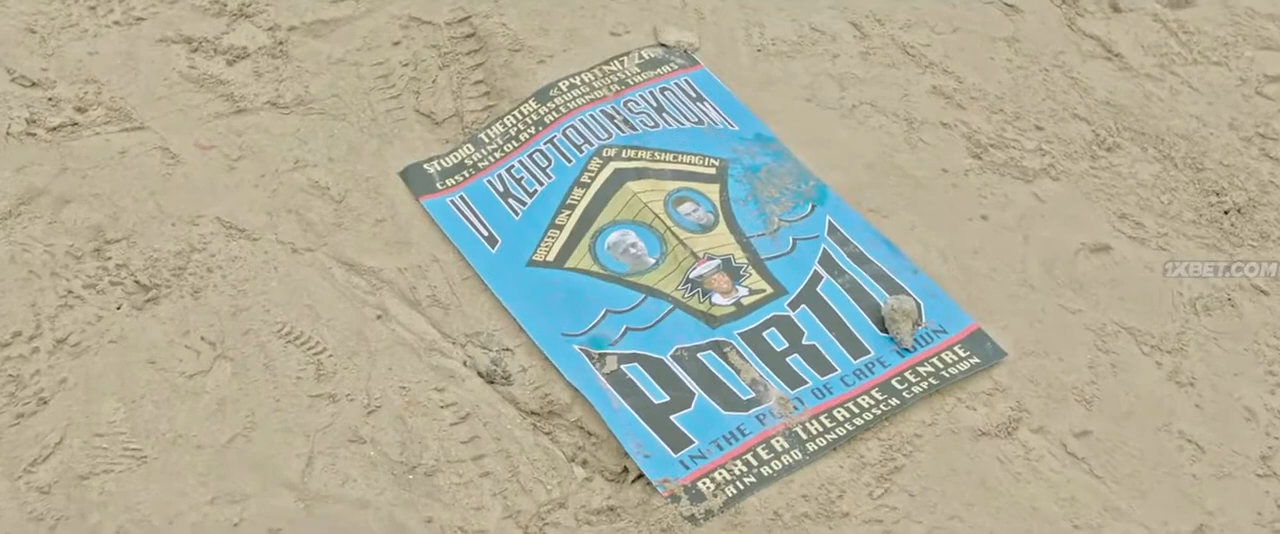 STUDIO THEATRE «PYATNIZZA»
SAINT-PETERSBURG RUSSIA
CAST: NIKOLAY, ALEXANDER, THOMAS
V KEIPTAUNSKOM
BASED ON THE PLAY OF VERESHCHAGIN
PORTU
IN THE PORT OF CAPE TOWN
BAXTER THEATRE CENTRE
ROAD RONDEBOSCH CAPE TOWN
1XBET.COM